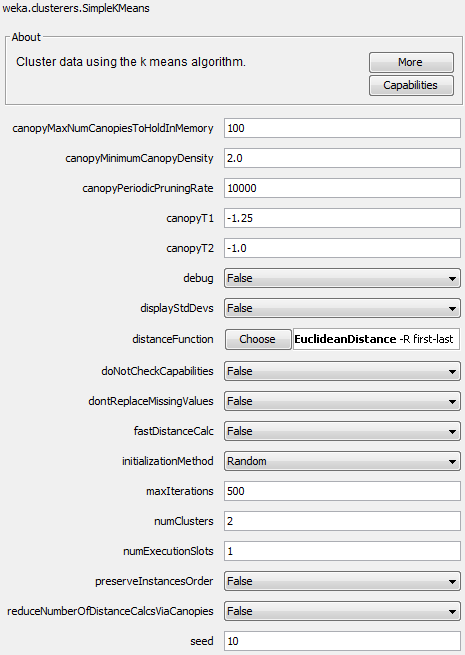 weka.clusterers.SimpleKMeans
About
Cluster data using the k means algorithm.
More
Capabilities
canopyMaxNumCanopiesToHoldInMemory 100
canopyMinimumCanopyDensity 2.0
canopyPeriodicPruningRate 10000
canopyT1 -1.25
canopyT2 -1.0
debug False
displayStdDevs False
distanceFunction Choose EuclideanDistance -R first-last
doNotCheckCapabilities False
dontReplaceMissingValues False
fastDistanceCalc False
initializationMethod Random
maxIterations 500
numClusters 2
numExecutionSlots 1
preserveInstancesOrder False
reduceNumberOfDistanceCalcsViaCanopies False
seed 10